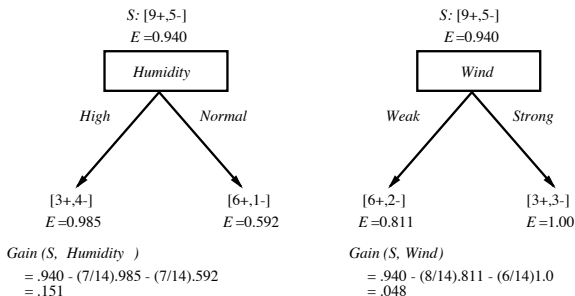 S: [9+,5-]
E =0.940
Humidity
High
Normal
[3+,4-]
E =0.985
[6+,1-]
E =0.592
Gain (S, Humidity )
= .940 - (7/14).985 - (7/14).592
= .151
S: [9+,5-]
E =0.940
Wind
Weak
Strong
[6+,2-]
E =0.811
[3+,3-]
E =1.00
Gain (S, Wind)
= .940 - (8/14).811 - (6/14)1.0
= .048